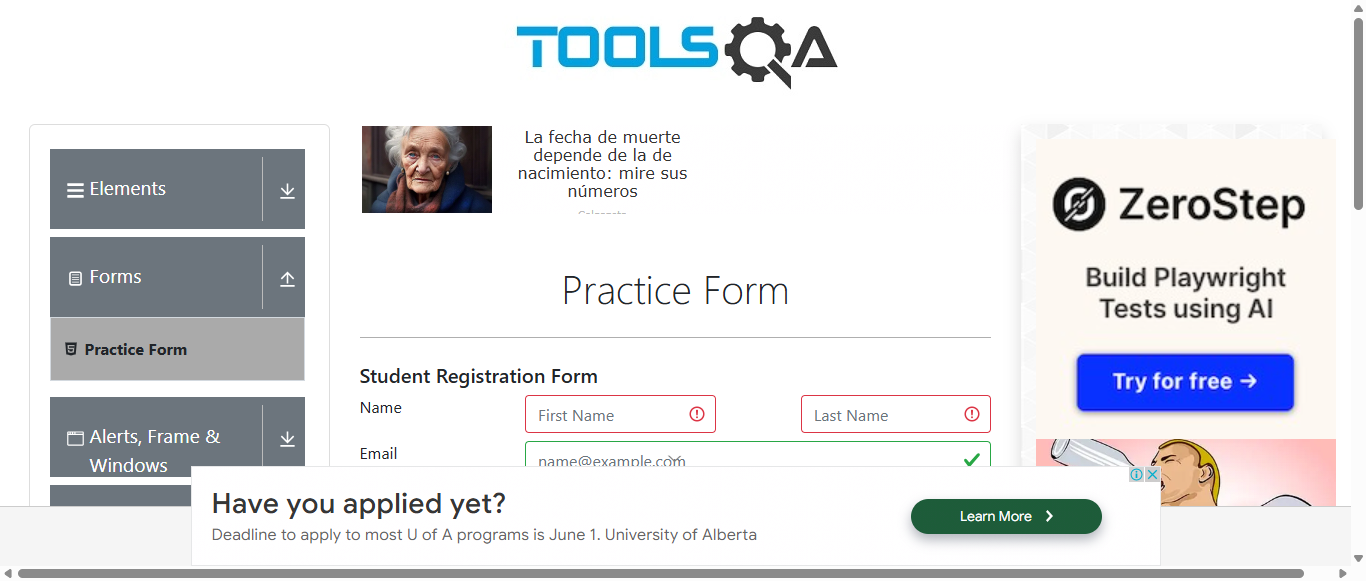 TOOLSQA
Elements
Forms
Practice Form
Alerts, Frame &
Windows
La fecha de muerte
depende de la de
nacimiento: mire sus
números
Practice Form
Student Registration Form
Name
First Name
Last Name
Email
name@example.com
ZeroStep
Build Playwright
Tests using AI
Try for free →
Have you applied yet?
Deadline to apply to most U of A programs is June 1. University of Alberta
Learn More